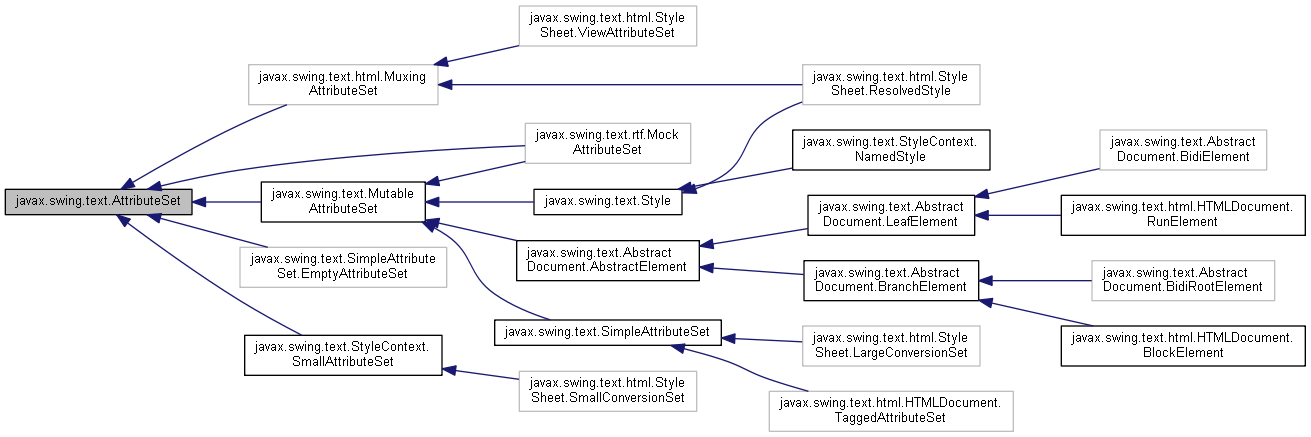 javax.swing.text.html.Style
Sheet.ViewAttributeSet
javax.swing.text.html.Muxing
AttributeSet
javax.swing.text.html.Style
Sheet.ResolvedStyle
javax.swing.text.rtf.Mock
AttributeSet
javax.swing.text.StyleContext.
NamedStyle
javax.swing.text.Abstract
Document.BidiElement
javax.swing.text.AttributeSet
javax.swing.text.Mutable
AttributeSet
javax.swing.text.Style
javax.swing.text.Abstract
Document.LeafElement
javax.swing.text.html.HTMLDocument.
RunElement
javax.swing.text.SimpleAttribute
Set.EmptyAttributeSet
javax.swing.text.Abstract
Document.AbstractElement
javax.swing.text.Abstract
Document.BranchElement
javax.swing.text.Abstract
Document.BidiRootElement
javax.swing.text.StyleContext.
SmallAttributeSet
javax.swing.text.SimpleAttributeSet
javax.swing.text.html.Style
Sheet.LargeConversionSet
javax.swing.text.html.HTMLDocument.
BlockElement
javax.swing.text.html.Style
Sheet.SmallConversionSet
javax.swing.text.html.HTMLDocument.
TaggedAttributeSet